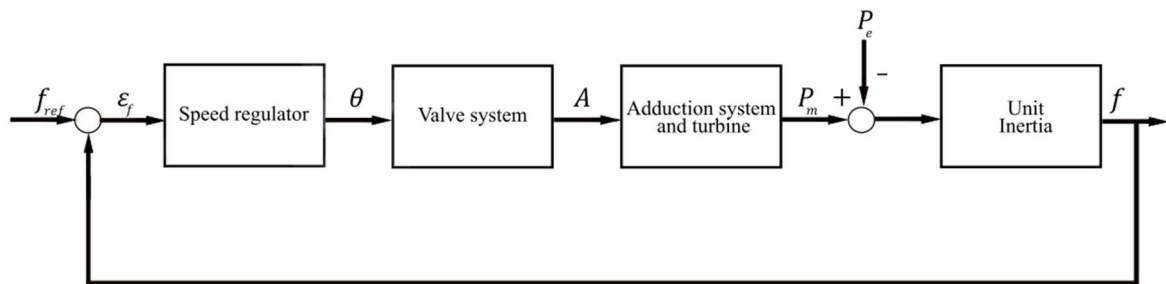 P_e
−
f_ref
ε_f
Speed regulator
θ
Valve system
A
Adduction system
and turbine
P_m
+
Unit
Inertia
f